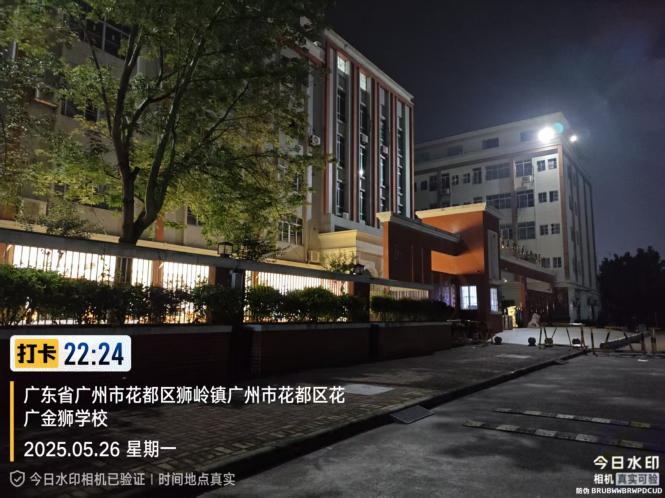 打卡 22:24
广东省广州市花都区狮岭镇广州市花都区花
广金狮学校
2025.05.26 星期一
今日水印相机已验证 | 时间地点真实
今日水印
相机 真实可验
防伪 BRUBWWBRWPDCUD